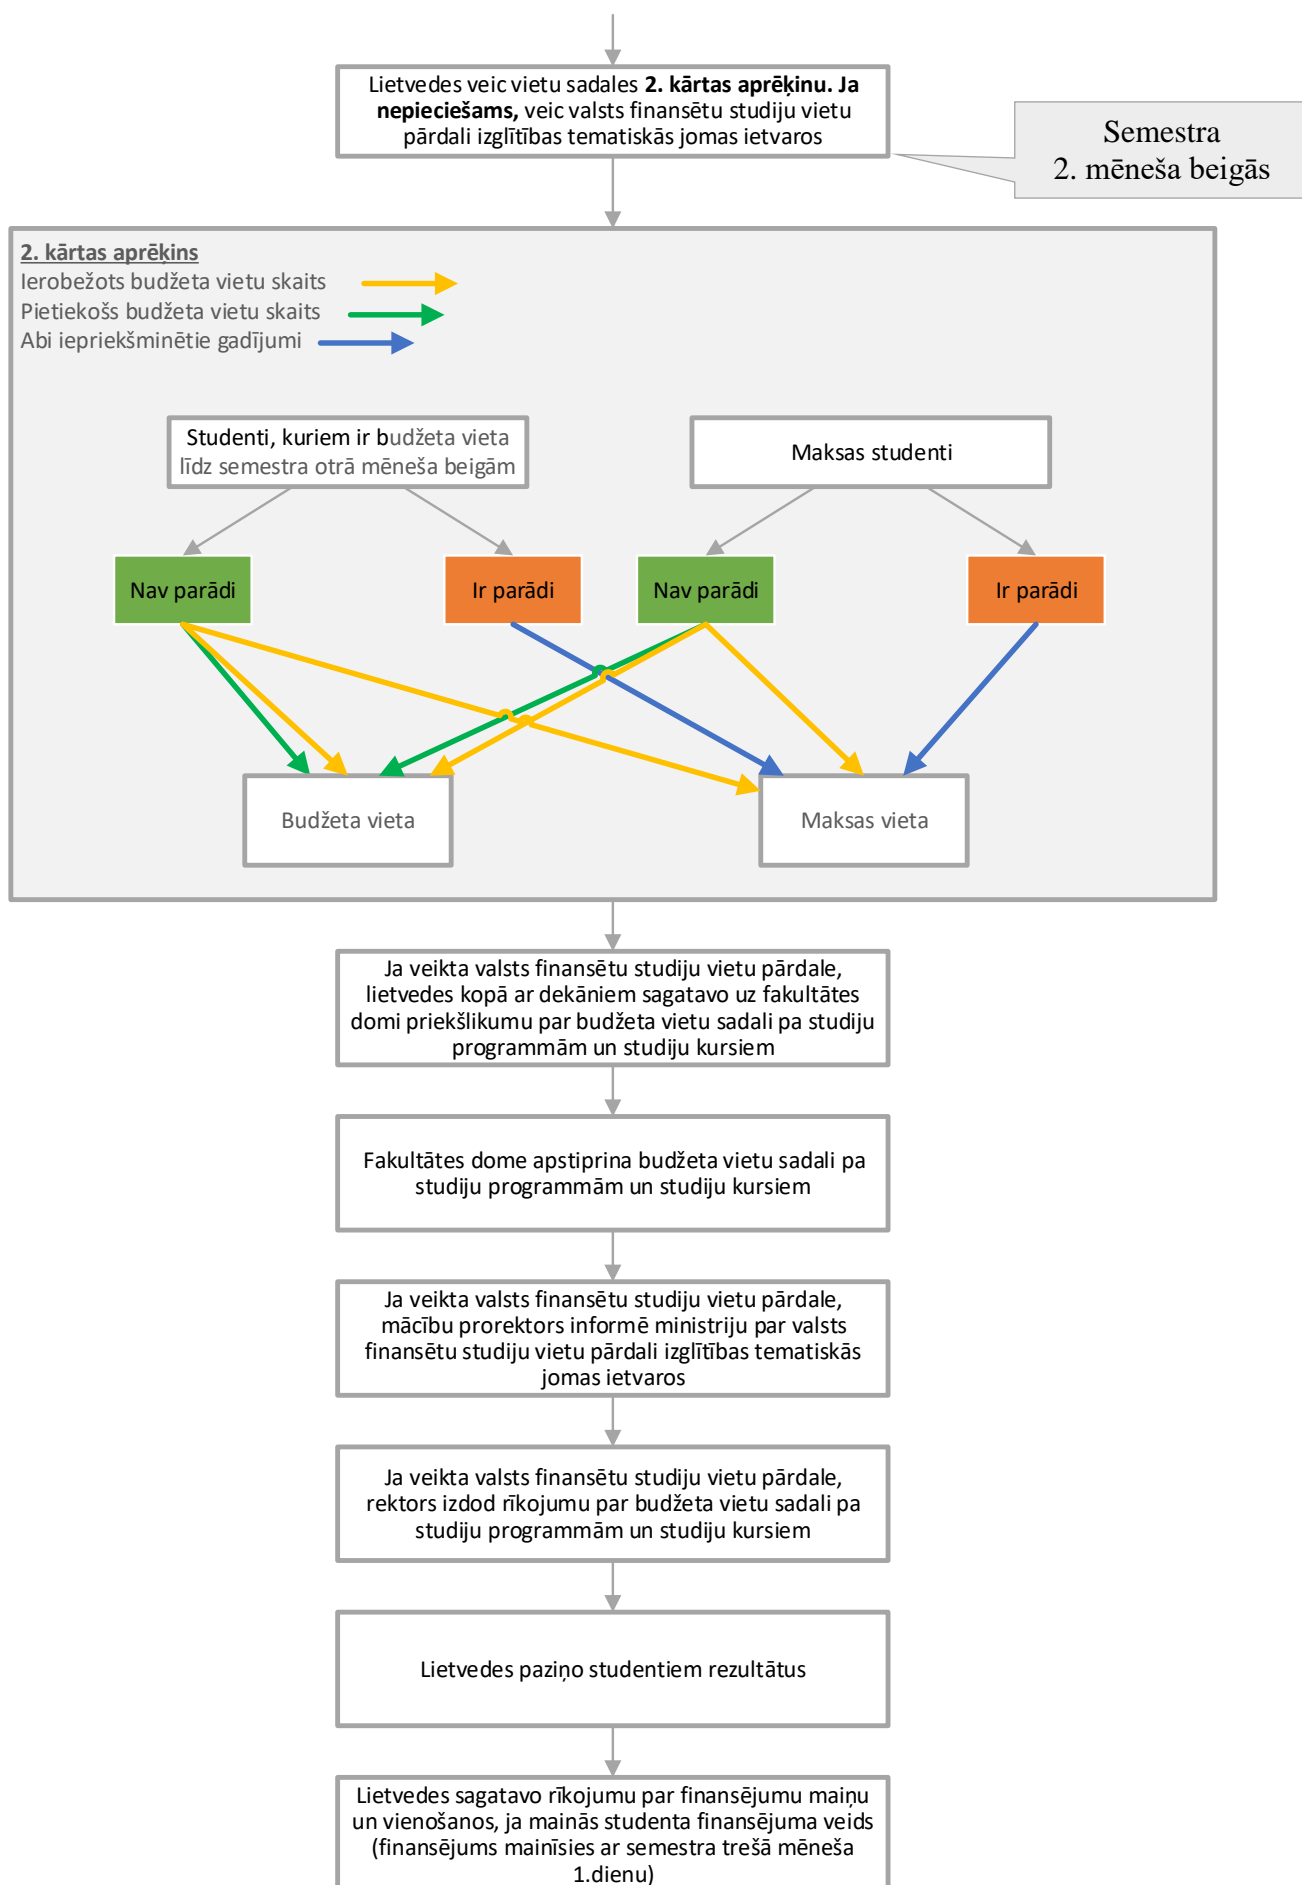 Lietvedes veic vietu sadales 2. kārtas aprēķinu. Ja
nepieciešams, veic valsts finansētu studiju vietu
pārdali izglītības tematiskās jomas ietvaros
Semestra
2. mēneša beigās
2. kārtas aprēķins
Ierobežots budžeta vietu skaits
Pietiekošs budžeta vietu skaits
Abi iepriekšminētie gadījumi
Studenti, kuriem ir budžeta vieta
līdz semestra otrā mēneša beigām
Maksas studenti
Nav parādi
Ir parādi
Nav parādi
Ir parādi
Budžeta vieta
Maksas vieta
Ja veikta valsts finansētu studiju vietu pārdale,
lietvedes kopā ar dekāniem sagatavo uz fakultātes
domi priekšlikumu par budžeta vietu sadali pa studiju
programmām un studiju kursiem
Fakultātes dome apstiprina budžeta vietu sadali pa
studiju programmām un studiju kursiem
Ja veikta valsts finansētu studiju vietu pārdale,
mācību prorektors informē ministriju par valsts
finansētu studiju vietu pārdali izglītības tematiskās
jomas ietvaros
Ja veikta valsts finansētu studiju vietu pārdale,
rektors izdod rīkojumu par budžeta vietu sadali pa
studiju programmām un studiju kursiem
Lietvedes paziņo studentiem rezultātus
Lietvedes sagatavo rīkojumu par finansējumu maiņu
un vienošanos, ja mainās studenta finansējuma veids
(finansējums mainīsies ar semestra trešā mēneša
1.dienu)